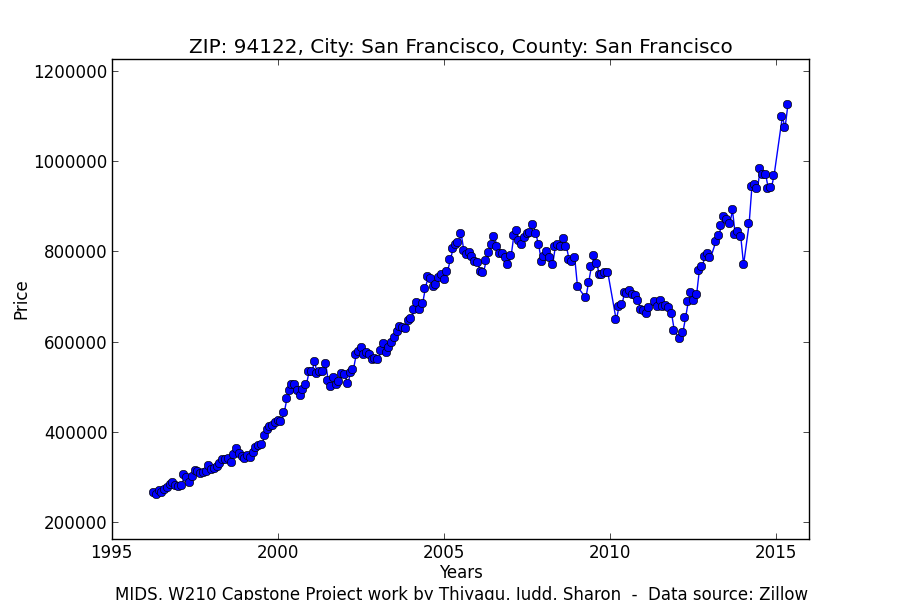 ZIP: 94122, City: San Francisco, County: San Francisco
1200000
1000000
800000
600000
400000
200000
Price
1995 2000 2005 2010 2015
Years
MIDS, W210 Capstone Project work by Thiyagu, Judd, Sharon - Data source: Zillow